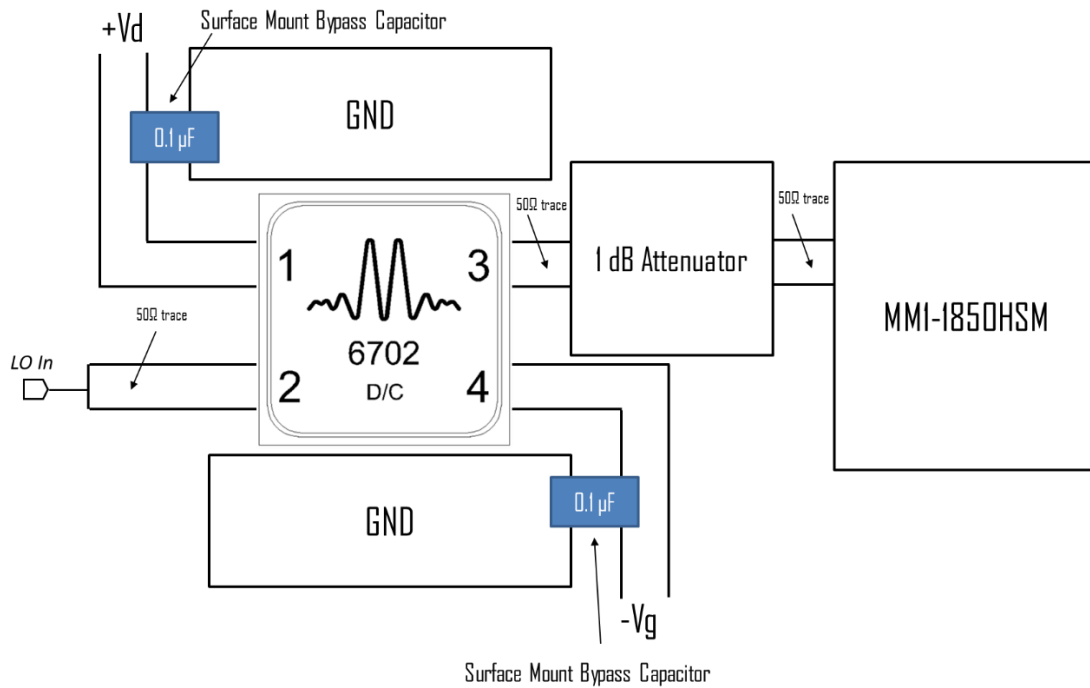 Surface Mount Bypass Capacitor
+Vd
GND
0.1 µF
50Ω trace
50Ω trace
1 dB Attenuator
MM1-1850HSM
1
3
6702
D/C
50Ω trace
LO In
2
4
GND
0.1 µF
-Vg
Surface Mount Bypass Capacitor